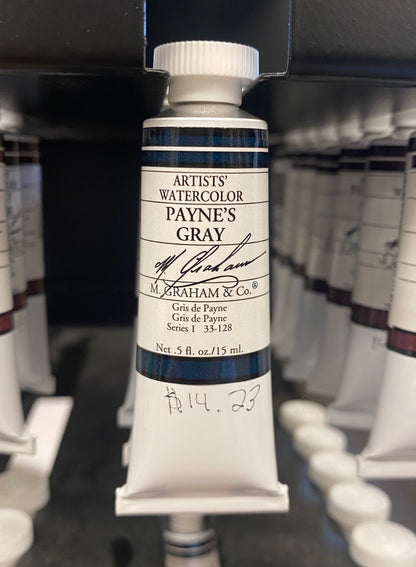 ARTISTS'
WATERCOLOR
PAYNE'S
GRAY
M. Graham
M. GRAHAM & Co.®
Gris de Payne
Gris de Payne
Series 1 33-128
Net .5 fl. oz./15 ml.
$14.23